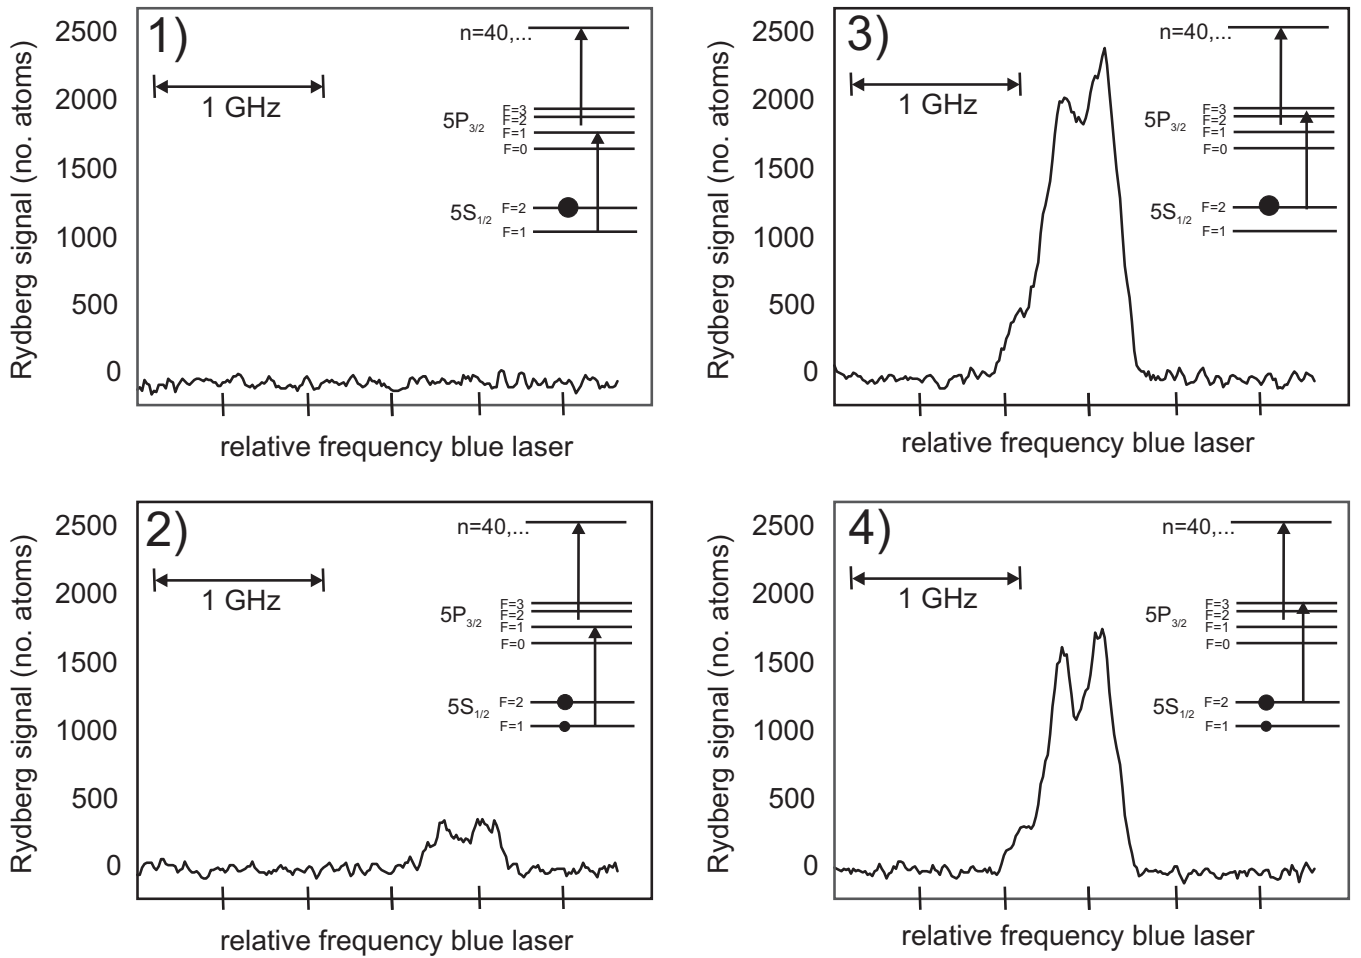 1)
Rydberg signal (no. atoms)
2500
2000
1500
1000
500
0
1 GHz
n=40,...
5P3/2
F=3
F=2
F=1
F=0
5S1/2
F=2
F=1
relative frequency blue laser
3)
Rydberg signal (no. atoms)
2500
2000
1500
1000
500
0
1 GHz
n=40,...
5P3/2
F=3
F=2
F=1
F=0
5S1/2
F=2
F=1
relative frequency blue laser
2)
Rydberg signal (no. atoms)
2500
2000
1500
1000
500
0
1 GHz
n=40,...
5P3/2
F=3
F=2
F=1
F=0
5S1/2
F=2
F=1
relative frequency blue laser
4)
Rydberg signal (no. atoms)
2500
2000
1500
1000
500
0
1 GHz
n=40,...
5P3/2
F=3
F=2
F=1
F=0
5S1/2
F=2
F=1
relative frequency blue laser